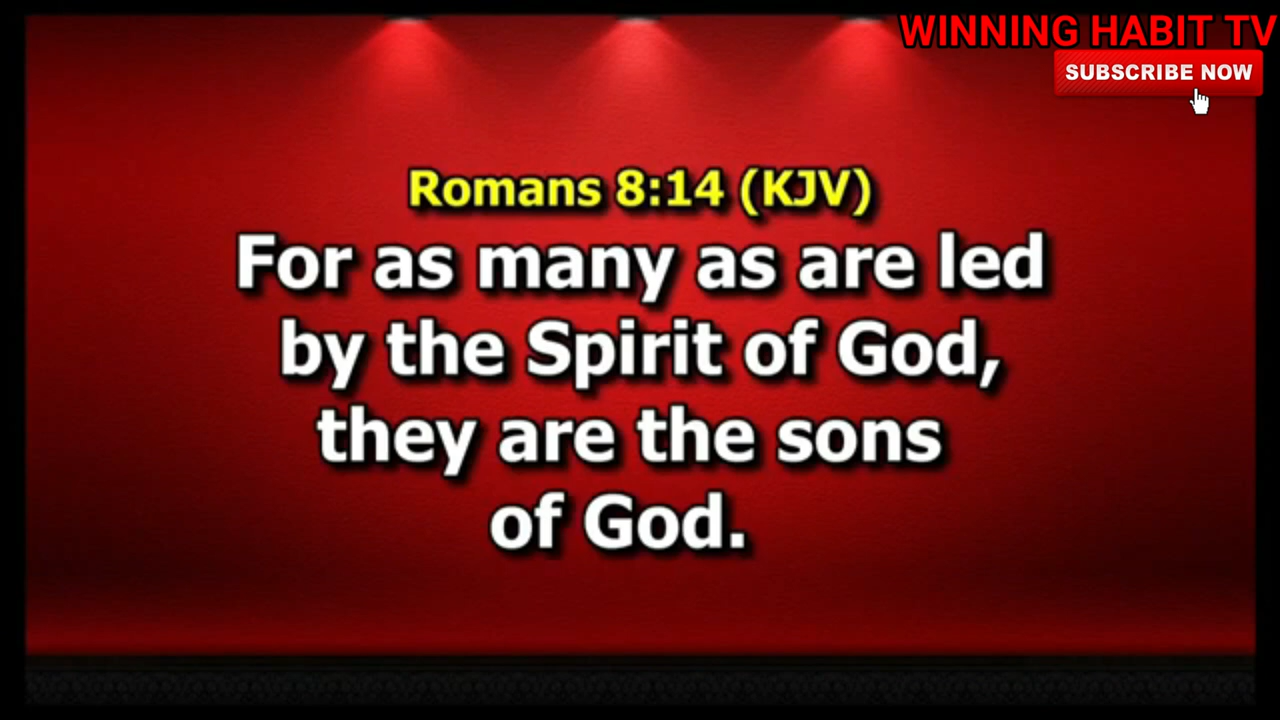 WINNING HABIT TV
SUBSCRIBE NOW
Romans 8:14 (KJV)
For as many as are led
by the Spirit of God,
they are the sons
of God.